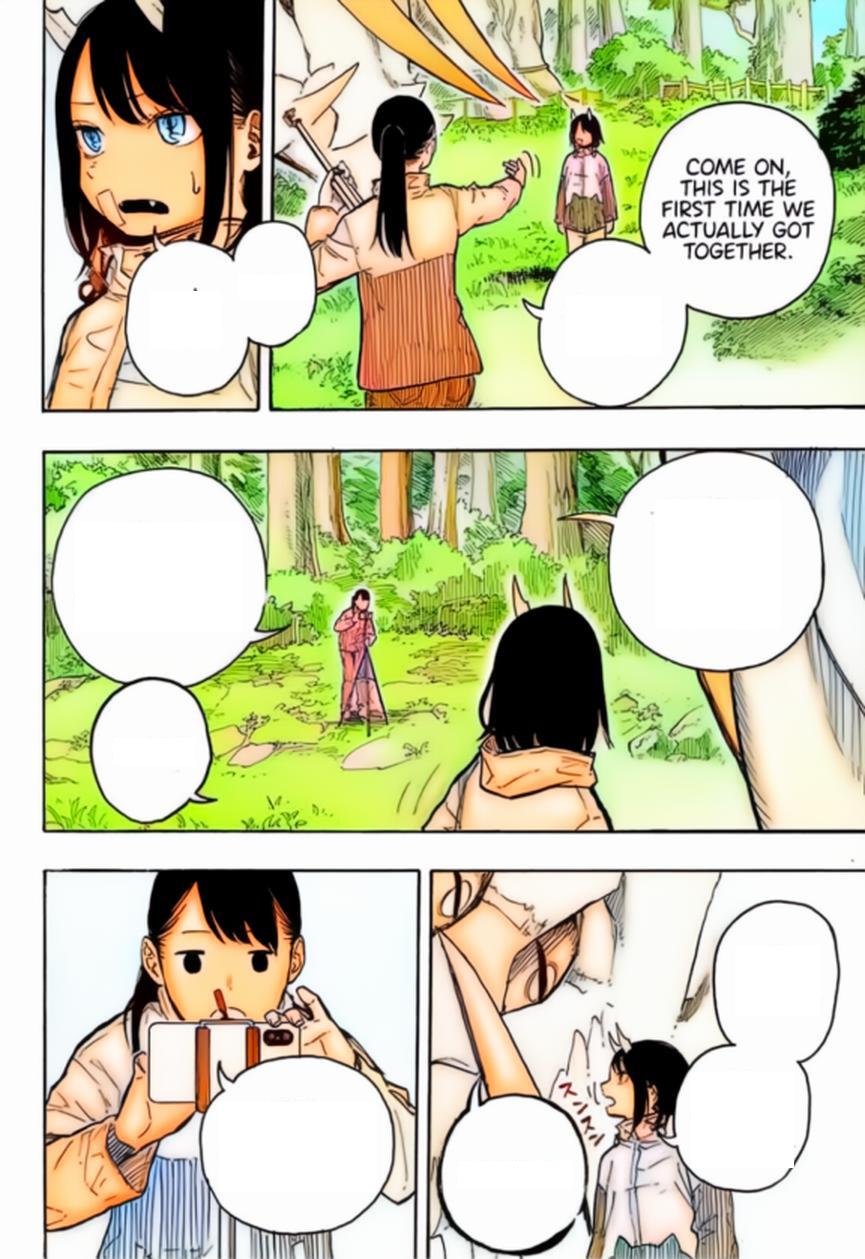 COME ON,
THIS IS THE
FIRST TIME WE
ACTUALLY GOT
TOGETHER.